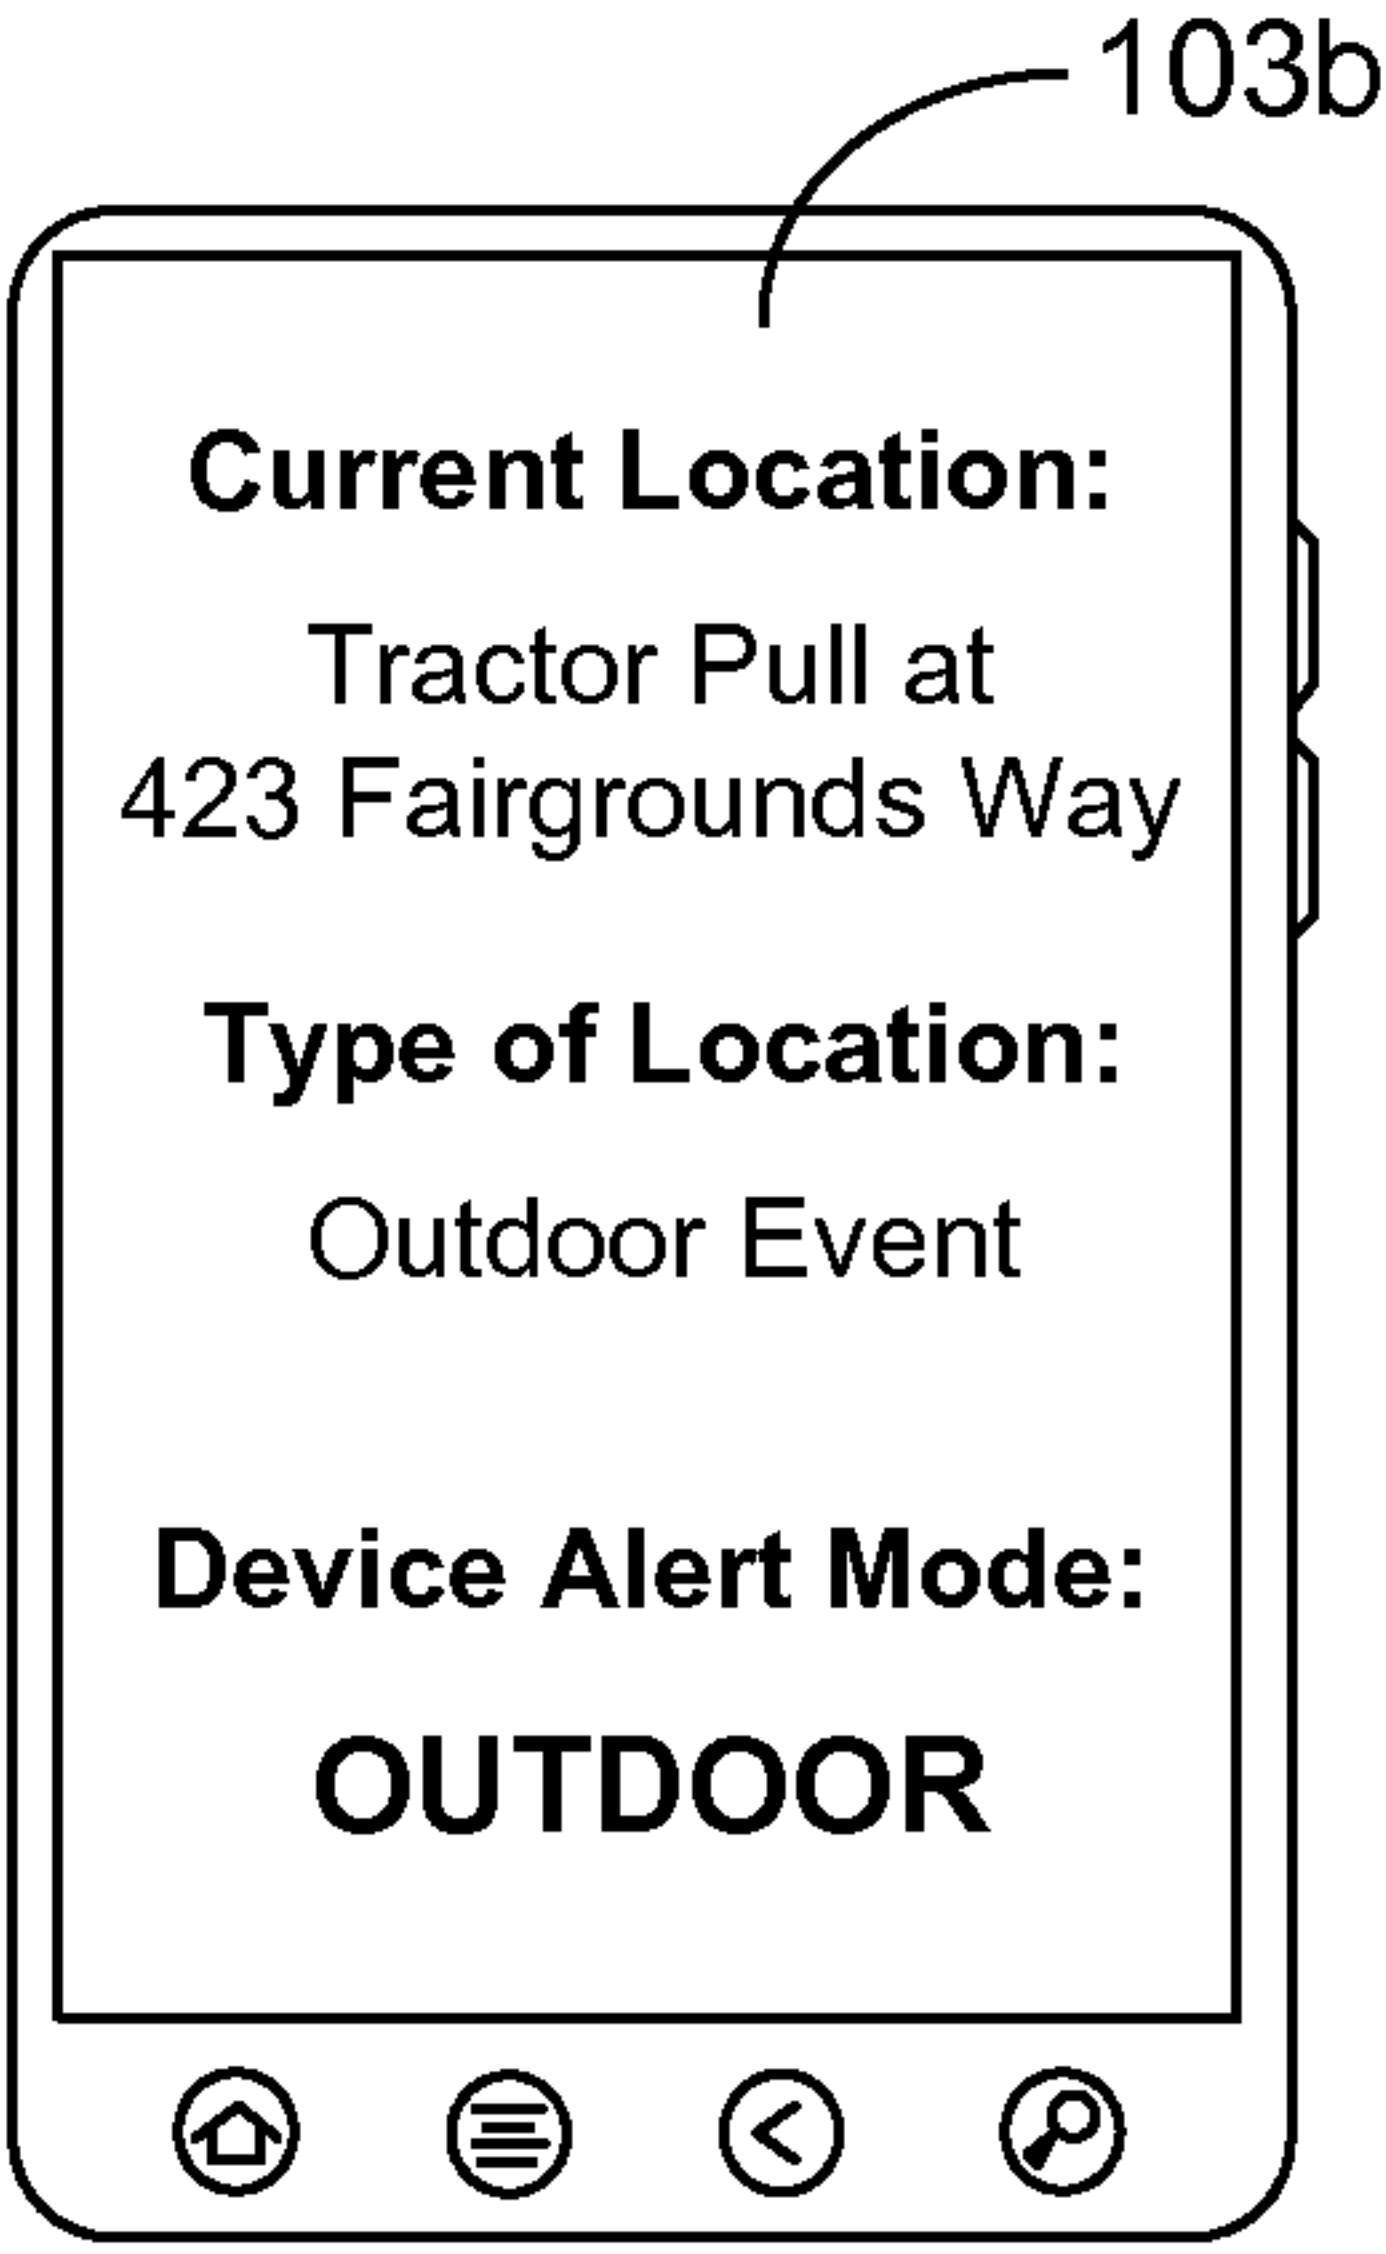 103b
Current Location:
Tractor Pull at
423 Fairgrounds Way
Type of Location:
Outdoor Event
Device Alert Mode:
OUTDOOR